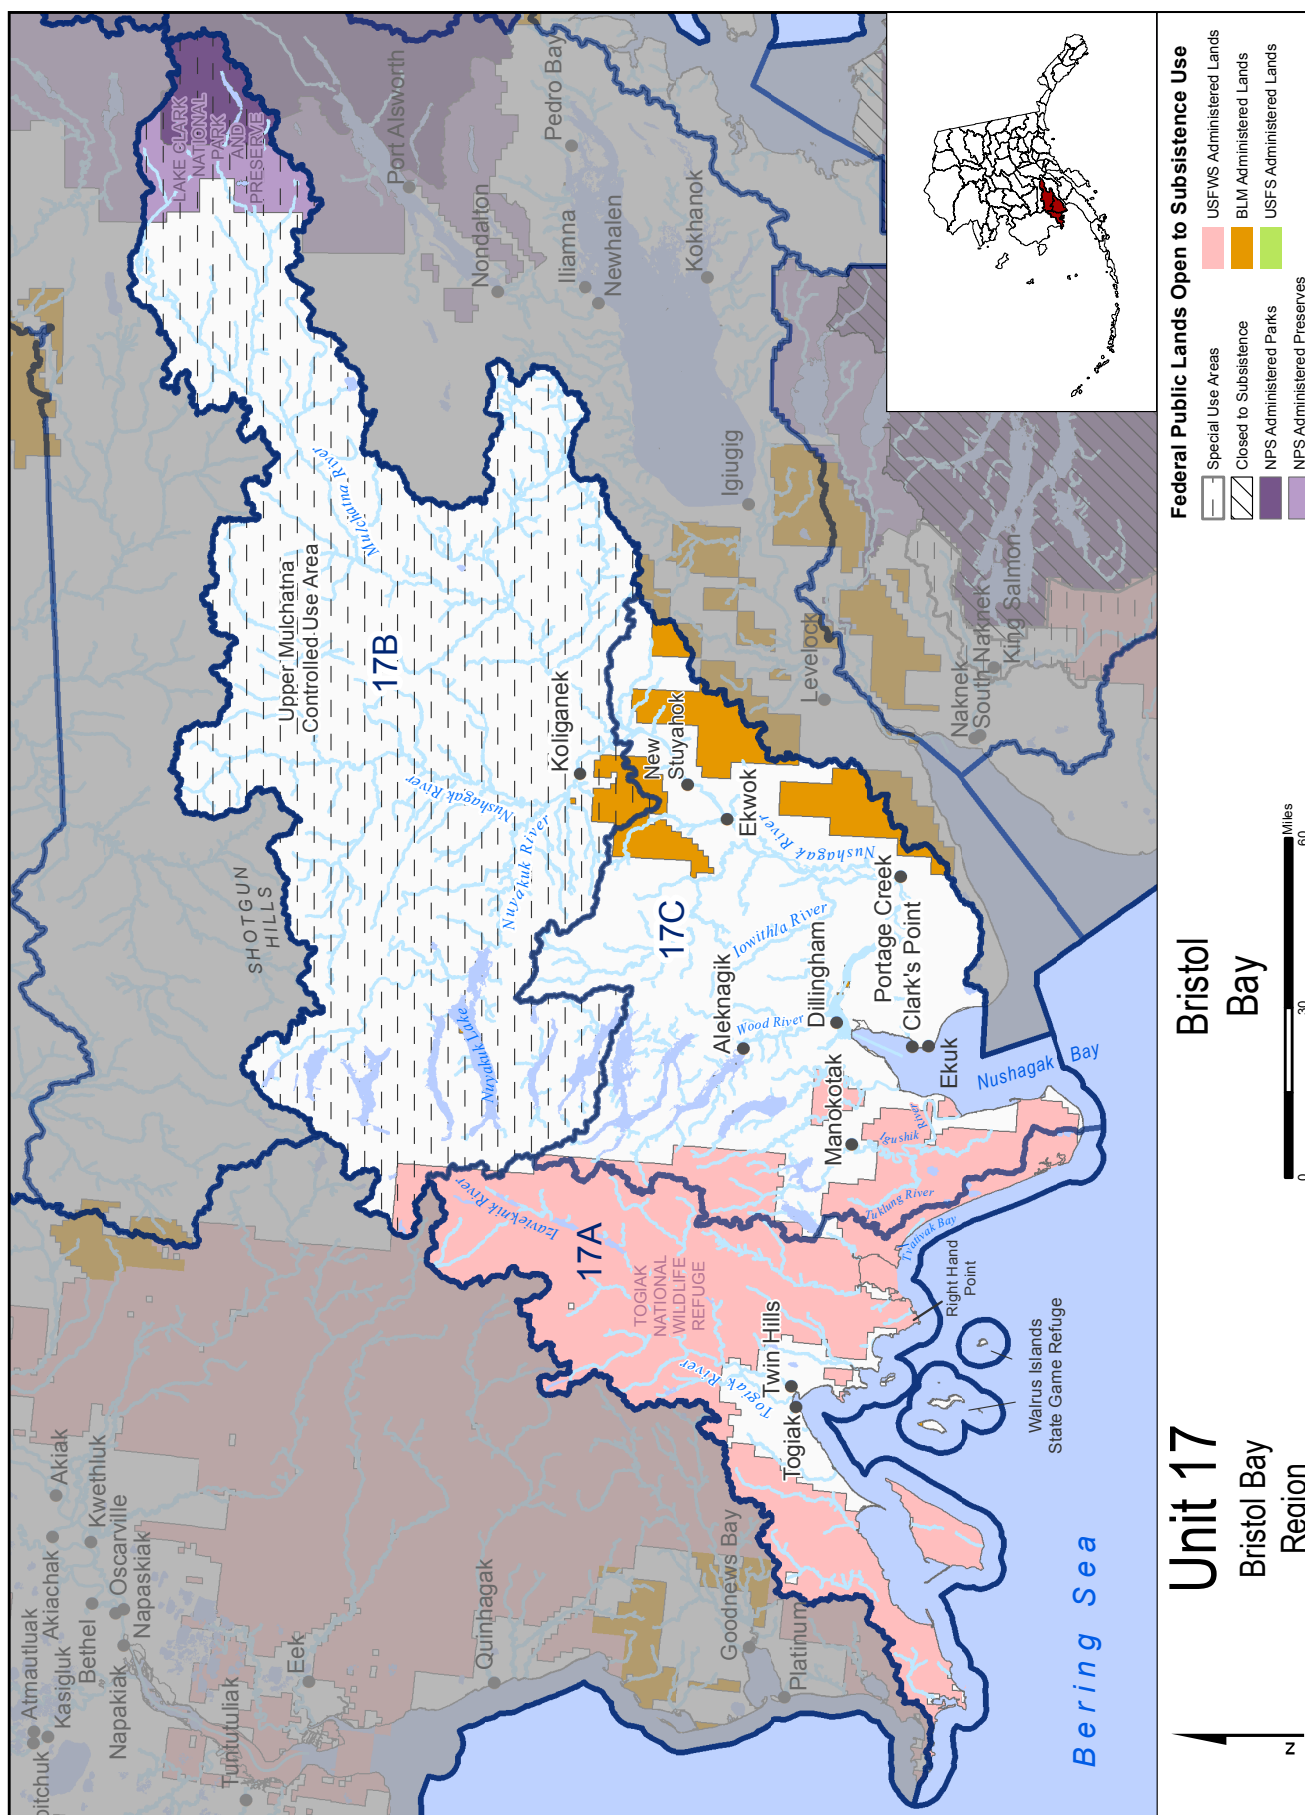 Atmautluak
Kasigluk
Akiachak
Akiak
Bethel
Kwethluk
Napakiak
Oscarville
Napaskiak
Tuntutuliak
Eek
Quinhagak
Goodnews Bay
Platinum
SHOTGUN
HILLS
Upper Mulchatna
Controlled Use Area
17B
Mulchatna River
Nushagak River
Nuyakuk River
Nuyakuk Lake
Koliganek
LAKE CLARK
NATIONAL
PARK
AND
PRESERVE
Port Alsworth
Nondalton
Pedro Bay
Iliamna
Newhalen
Kokhanok
Igiugig
Levelock
Naknek
South Naknek
King Salmon
New
Stuyahok
Ekwok
Nushagak River
17C
Iowithla River
Aleknagik
Wood River
Dillingham
Portage Creek
Clark's Point
Ekuk
Manokotak
Igushik River
Nushagak Bay
Izavieknik River
17A
TOGIAK
NATIONAL
WILDLIFE
REFUGE
Togiak River
Twin Hills
Togiak
Tuklung River
Tvativak Bay
Right Hand
Point
Walrus Islands
State Game Refuge
Bering Sea
N
Unit 17
Bristol Bay
Region
Bristol
Bay
0
30
60
Miles
Federal Public Lands Open to Subsistence Use
Special Use Areas
Closed to Subsistence
NPS Administered Parks
NPS Administered Preserves
USFWS Administered Lands
BLM Administered Lands
USFS Administered Lands